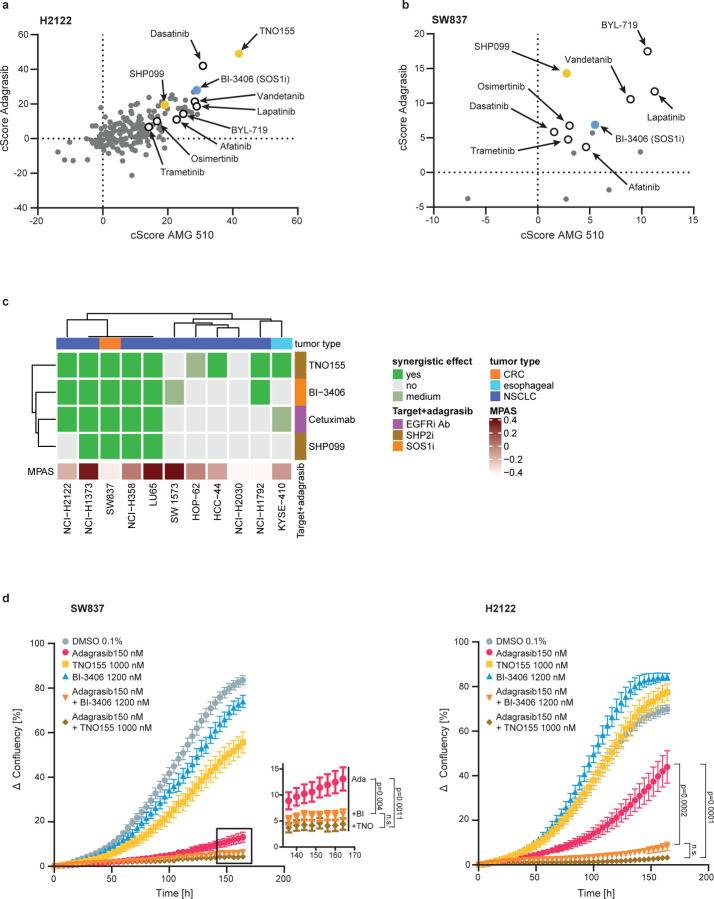 a
H2122
60
40
20
0
−20
−40
−20
0
20
40
60
cScore Adagrasib
cScore AMG 510
Dasatinib
TNO155
SHP099
BI-3406 (SOS1i)
Vandetanib
Lapatinib
BYL-719
Afatinib
Osimertinib
Trametinib
b
SW837
20
15
10
5
0
−5
−10
−5
0
5
10
15
cScore Adagrasib
cScore AMG 510
BYL-719
SHP099
Vandetanib
Osimertinib
Dasatinib
Lapatinib
BI-3406 (SOS1i)
Trametinib
Afatinib
c
tumor type
TNO155
BI−3406
Cetuximab
SHP099
MPAS
Target+adagrasib
NCI−H2122
NCI−H1373
SW837
NCI−H358
LU65
SW 1573
HOP−62
HCC−44
NCI−H2030
NCI−H1792
KYSE−410
synergistic effect
yes
no
medium
Target+adagrasib
EGFRi Ab
SHP2i
SOS1i
tumor type
CRC
esophageal
NSCLC
MPAS
0.4
0.2
0
−0.2
−0.4
d
SW837
100
80
60
40
20
0
0
50
100
150
200
Δ Confluency [%]
Time [h]
DMSO 0.1%
Adagrasib150 nM
TNO155 1000 nM
BI-3406 1200 nM
Adagrasib150 nM
+ BI-3406 1200 nM
Adagrasib150 nM
+ TNO155 1000 nM
15
10
5
0
140
150
160
170
Ada
+BI
+TNO
p=0.004
n.s.
p=0.0011
H2122
100
80
60
40
20
0
0
50
100
150
200
Δ Confluency [%]
Time [h]
DMSO 0.1%
Adagrasib150 nM
TNO155 1000 nM
BI-3406 1200 nM
Adagrasib150 nM
+ BI-3406 1200 nM
Adagrasib150 nM
+ TNO155 1000 nM
p=0.0002
n.s.
p=0.0001